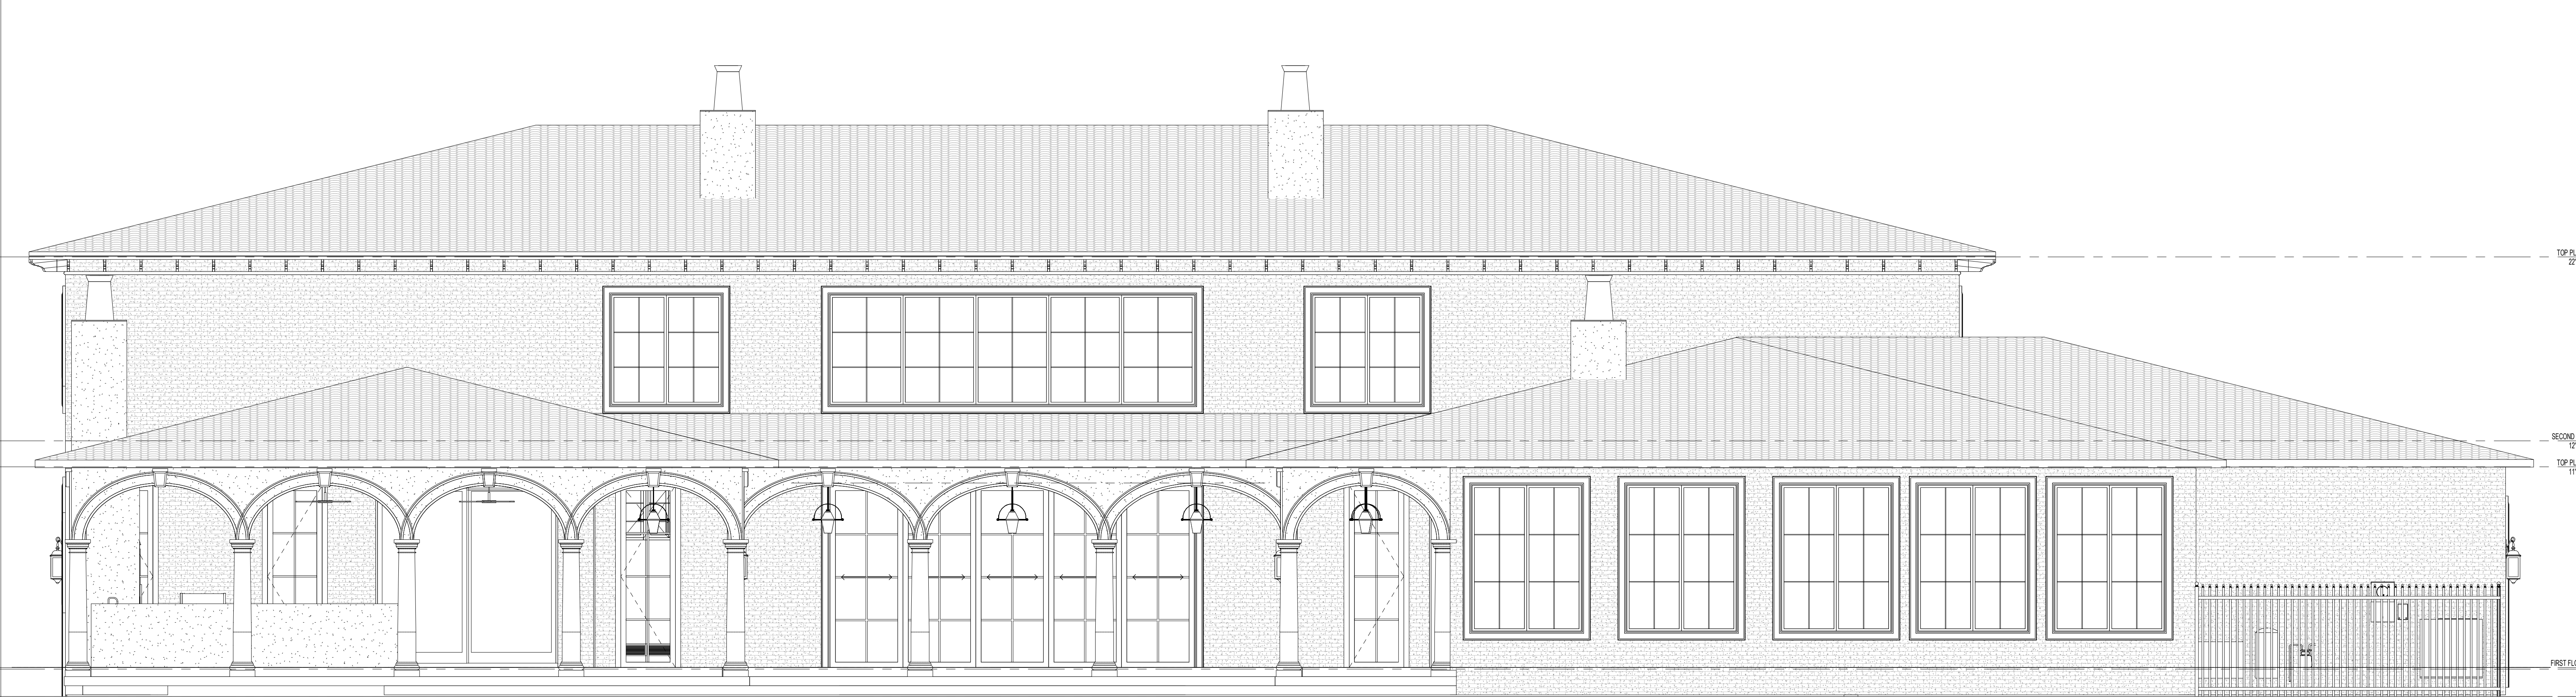 TOP PL
22'
SECOND
12'
TOP PL
11'
FIRST FLO